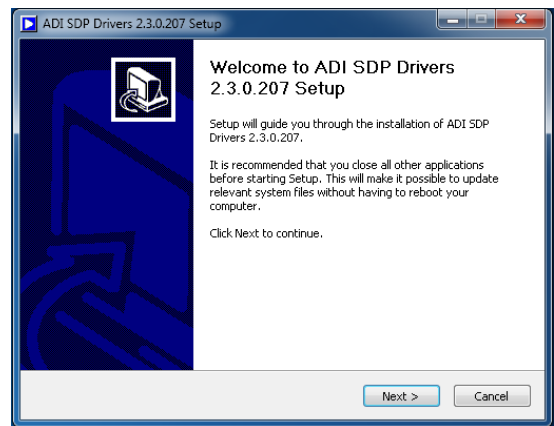 ADI SDP Drivers 2.3.0.207 Setup
Welcome to ADI SDP Drivers
2.3.0.207 Setup
Setup will guide you through the installation of ADI SDP
Drivers 2.3.0.207.
It is recommended that you close all other applications
before starting Setup. This will make it possible to update
relevant system files without having to reboot your
computer.
Click Next to continue.
Next >
Cancel